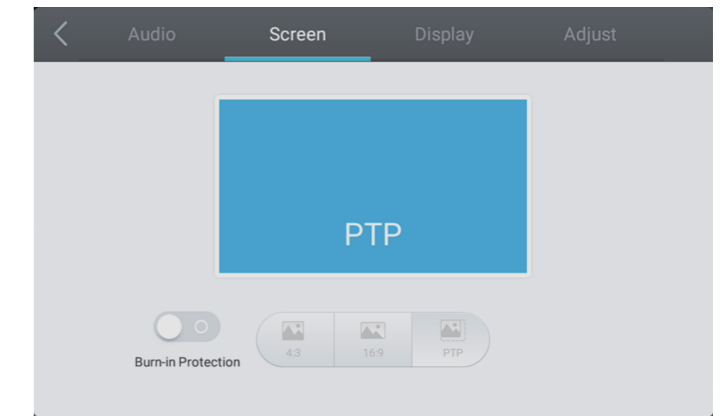 Audio Screen Display Adjust
PTP
Burn-in Protection
4:3 16:9 PTP